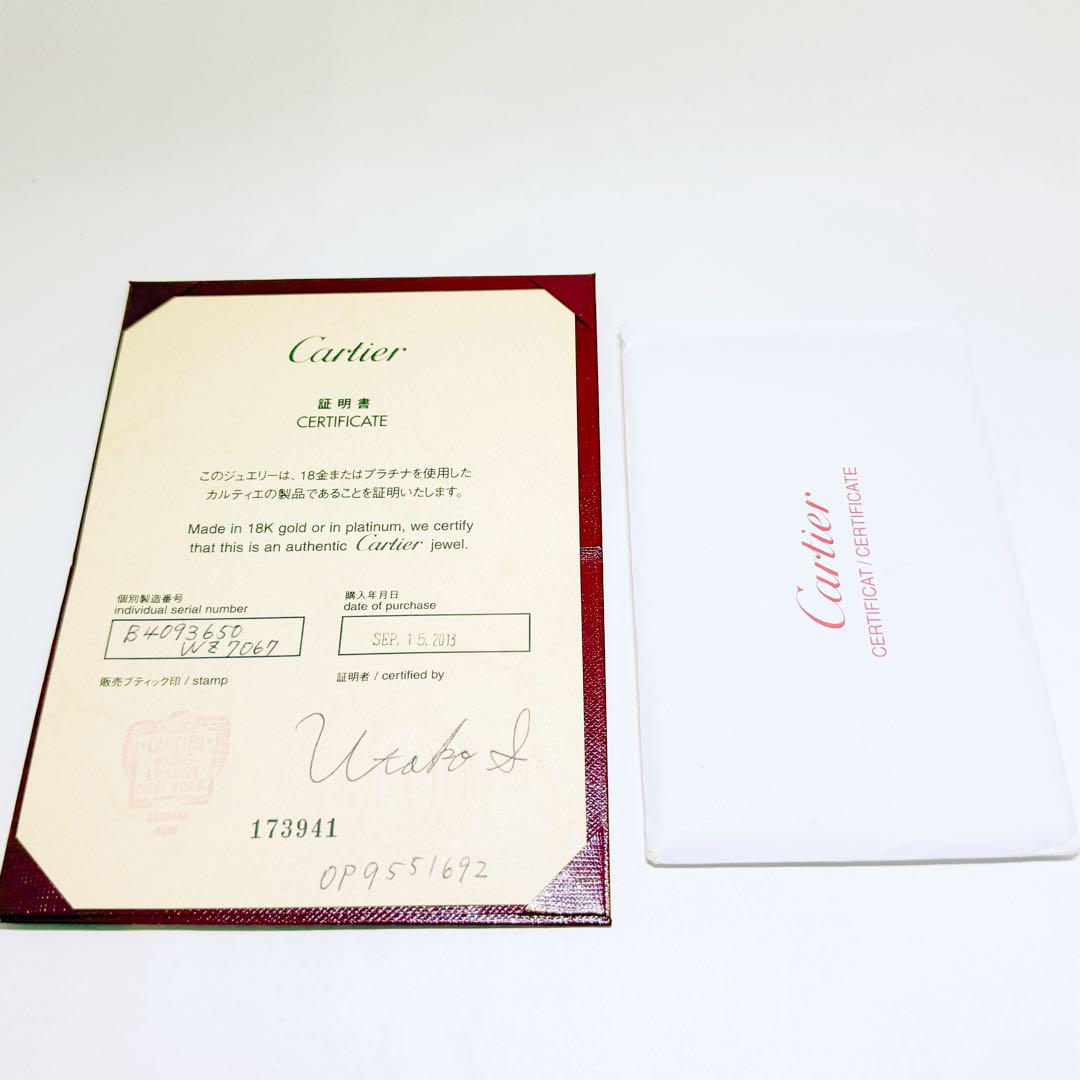 Cartier
証明書
CERTIFICATE
このジュエリーは、18金またはプラチナを使用した
カルティエの製品であることを証明いたします。
Made in 18K gold or in platinum, we certify
that this is an authentic Cartier jewel.
個別製造番号
individual serial number
B4093650
WZ7067
購入年月日
date of purchase
SEP. 15. 2013
販売ブティック印 / stamp
証明者 / certified by
CARTIER
LONDON
NEW YORK
Utako S
173941
OP9551692
Cartier
CERTIFICAT / CERTIFICATE